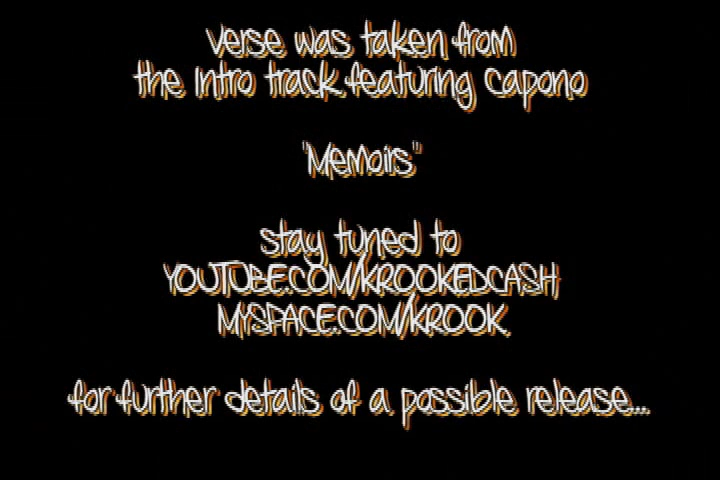 verse was taken from
the Intro track featuring capono
"Memoirs"
stay tuned to
YOUTUBE.COM/KROOKEDCASH
MYSPACE.COM/KROOK
for further details of a possible release...